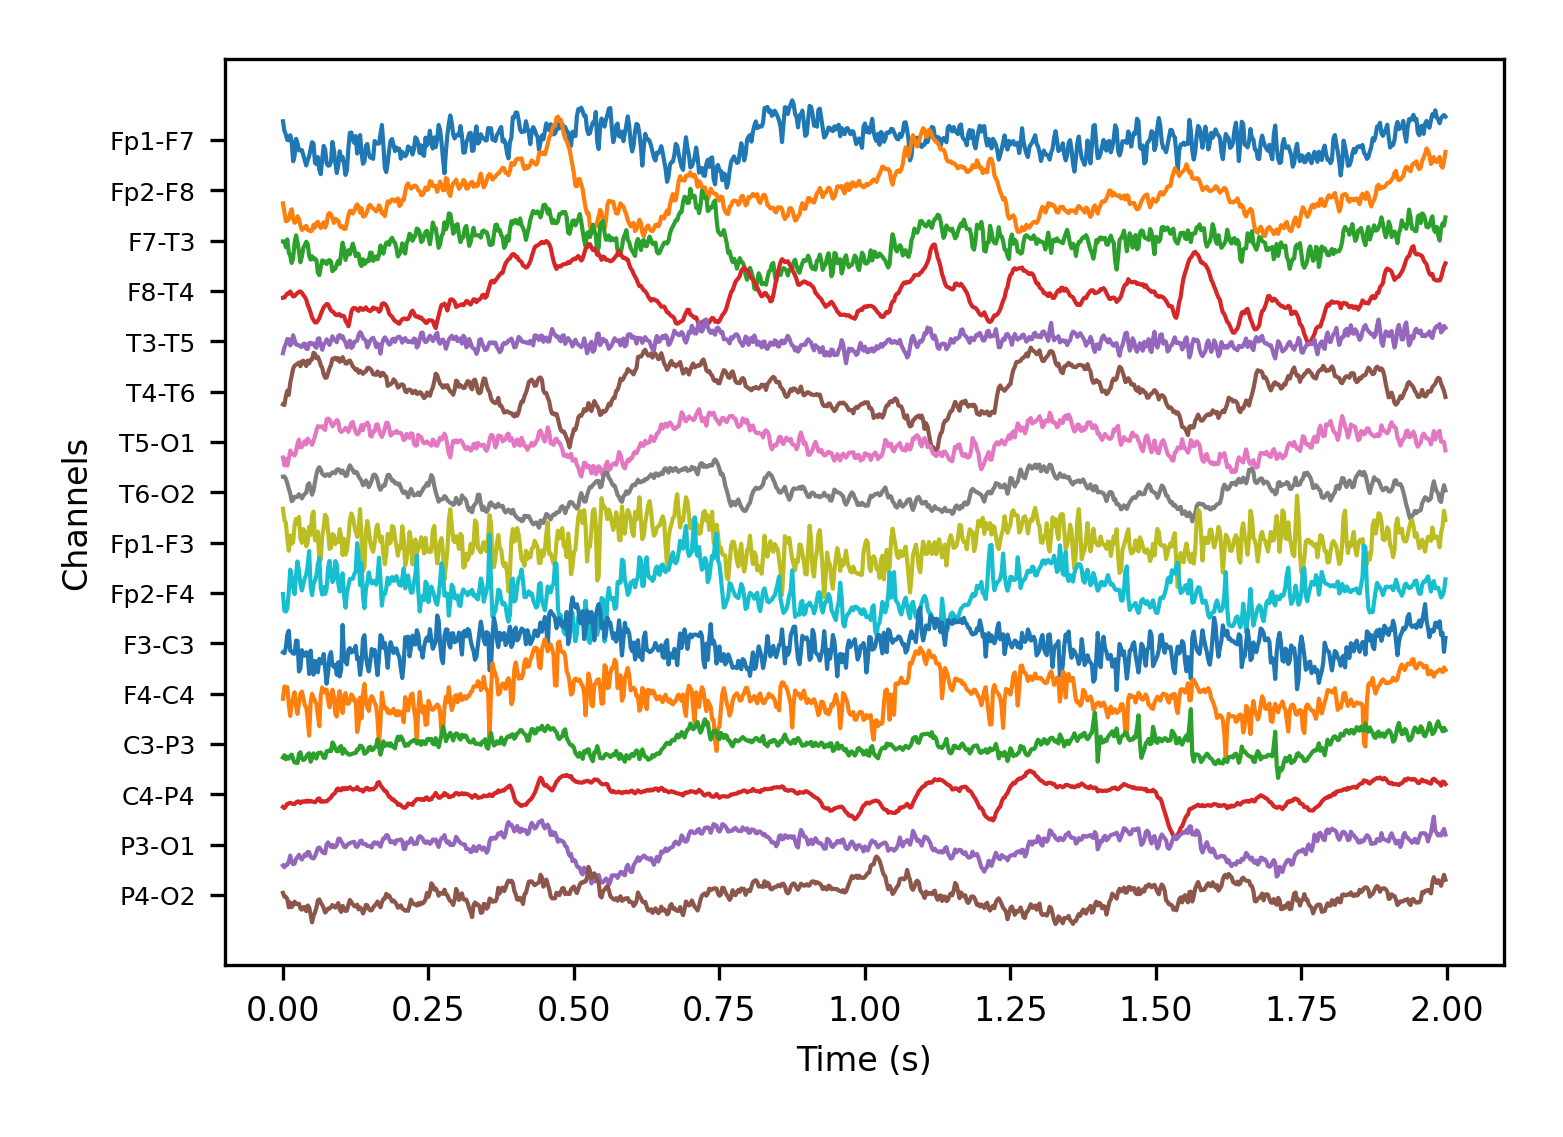 Fp1-F7
Fp2-F8
F7-T3
F8-T4
T3-T5
T4-T6
T5-O1
T6-O2
Fp1-F3
Fp2-F4
F3-C3
F4-C4
C3-P3
C4-P4
P3-O1
P4-O2
Channels
0.00 0.25 0.50 0.75 1.00 1.25 1.50 1.75 2.00
Time (s)